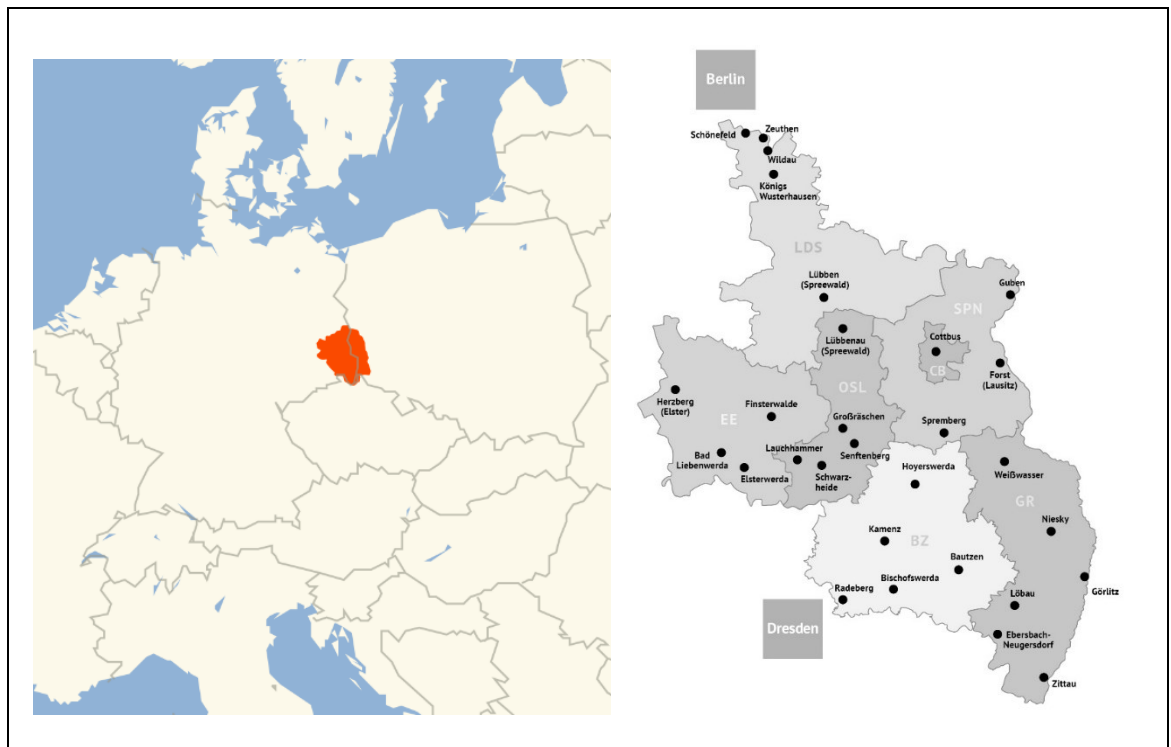 Berlin
Schönefeld
Zeuthen
Wildau
Königs
Wusterhausen
LDS
Lübben
(Spreewald)
Guben
SPN
Lübbenau
(Spreewald)
Cottbus
CB
Forst
(Lausitz)
OSL
Herzberg
(Elster)
EE
Finsterwalde
Großräschen
Spremberg
Lauchhammer
Senftenberg
Bad
Liebenwerda
Elsterwerda
Schwarz-
heide
Hoyerswerda
Weißwasser
GR
Niesky
Kamenz
BZ
Bautzen
Görlitz
Radeberg
Bischofswerda
Löbau
Dresden
Ebersbach-
Neugersdorf
Zittau